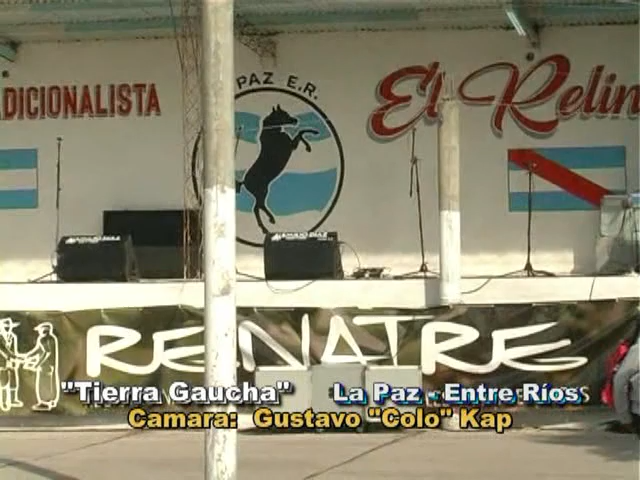 ADICIONALISTA
PAZ E.R.
El Relin
RENATRE
"Tierra Gaucha" La Paz - Entre Ríos
Camara: Gustavo "Colo" Kap